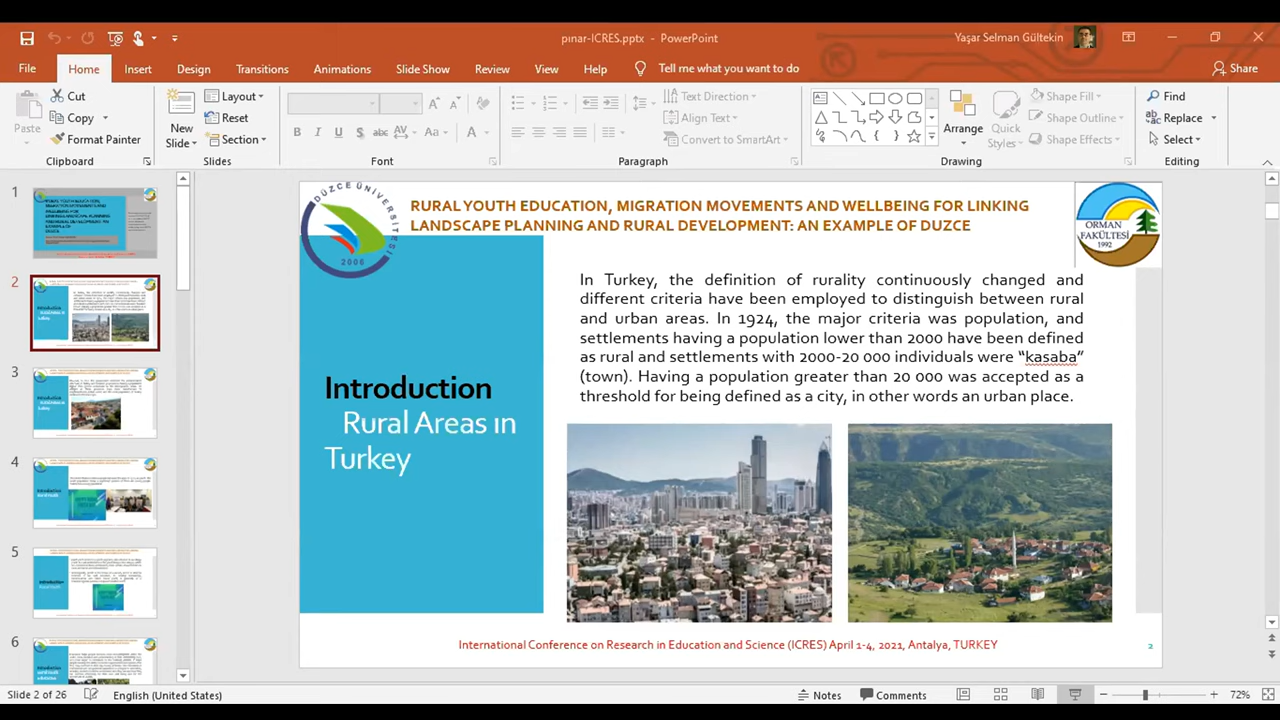 pınar-ICRES.pptx - PowerPoint
Yaşar Selman Gültekin
File Home Insert Design Transitions Animations Slide Show Review View Help Tell me what you want to do Share
Paste
Cut
Copy
Format Painter
Clipboard
New Slide
Layout
Reset
Section
Slides
Font
Text Direction
Align Text
Convert to SmartArt
Paragraph
Arrange
Quick Styles
Shape Fill
Shape Outline
Shape Effects
Drawing
Find
Replace
Select
Editing
1
2
3
4
5
6
DÜZCE ÜNİVERSİTESİ
2006
RURAL YOUTH EDUCATION, MIGRATION MOVEMENTS AND WELLBEING FOR LINKING
LANDSCAPE PLANNING AND RURAL DEVELOPMENT: AN EXAMPLE OF DUZCE
ORMAN
FAKÜLTESİ
1992
Introduction
Rural Areas ın
Turkey
In Turkey, the definition of rurality continuously changed and
different criteria have been employed to distinguish between rural
and urban areas. In 1924, the major criteria was population, and
settlements having a population lower than 2000 have been defined
as rural and settlements with 2000-20 000 individuals were “kasaba”
(town). Having a population greater than 20 000 was accepted as a
threshold for being defined as a city, in other words an urban place.
International Conference on Research in Education and Science (ICRES) April 1-4, 2021, Antalya, TURKEY
2
Slide 2 of 26
English (United States)
Notes
Comments
72%